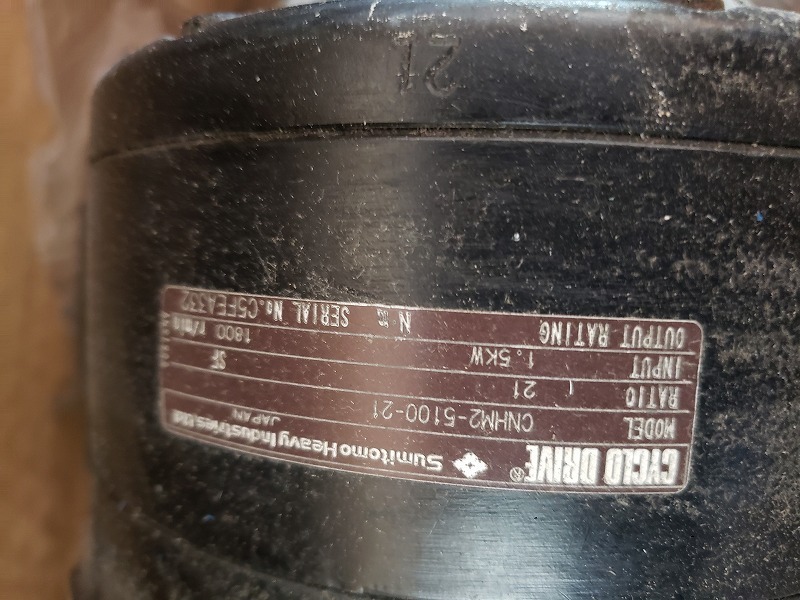 CYCLO DRIVE® Sumitomo Heavy Industries, Ltd.
JAPAN
MODEL CNHM2-5100-21
RATIO 21 SF
INPUT 1.5KW 1800 r/min
OUTPUT RATING N·m SERIAL No. C5FEA332
21